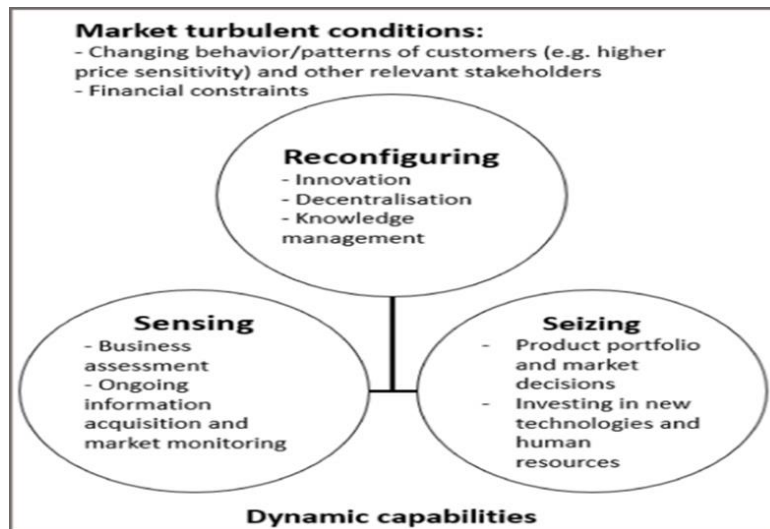 Market turbulent conditions:
- Changing behavior/patterns of customers (e.g. higher
price sensitivity) and other relevant stakeholders
- Financial constraints
Reconfiguring
- Innovation
- Decentralisation
- Knowledge
management
Sensing
- Business
assessment
- Ongoing
information
acquisition and
market monitoring
Seizing
- Product portfolio
and market
decisions
- Investing in new
technologies and
human
resources
Dynamic capabilities